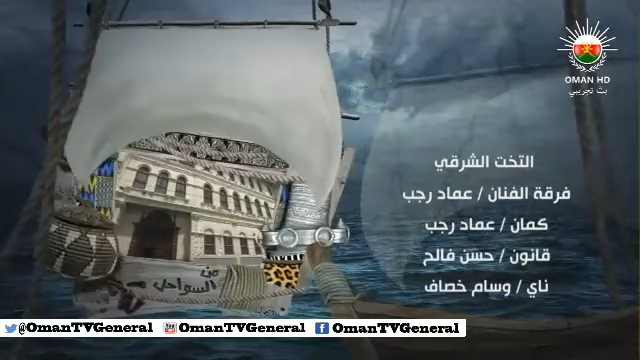 OMAN HD
بث تجريبي
التخت الشرقي
فرقة الفنان / عماد رجب
كمان / عماد رجب
قانون / حسن فالح
ناي / وسام خصاف
من
السواحل
@OmanTVGeneral
OmanTVGeneral
OmanTVGeneral